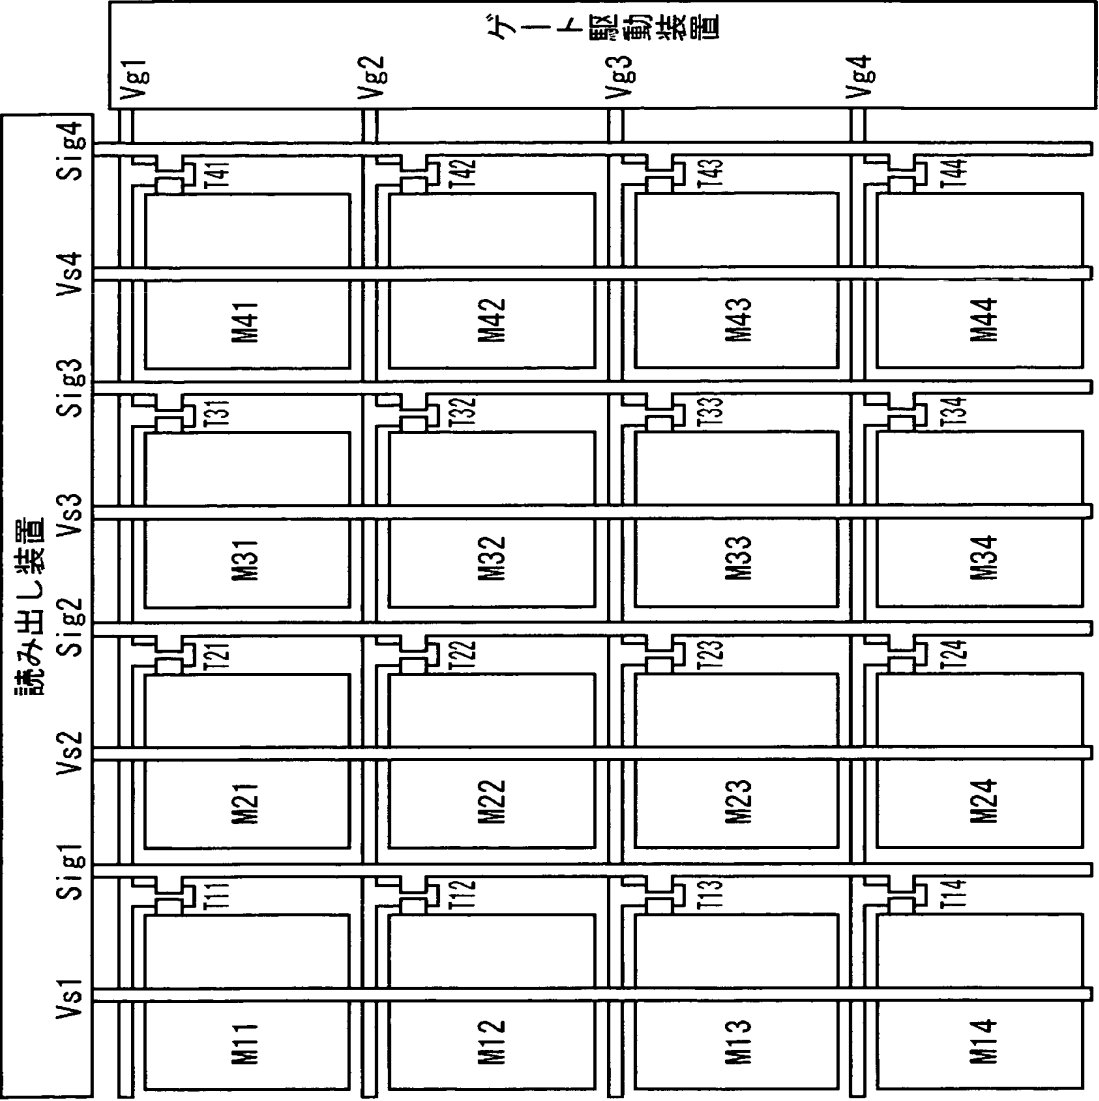 読み出し装置
Vs1 Sig1 Vs2 Sig2 Vs3 Sig3 Vs4 Sig4
ゲート駆動装置
Vg1
T11 T21 T31 T41
M11 M21 M31 M41
Vg2
T12 T22 T32 T42
M12 M22 M32 M42
Vg3
T13 T23 T33 T43
M13 M23 M33 M43
Vg4
T14 T24 T34 T44
M14 M24 M34 M44